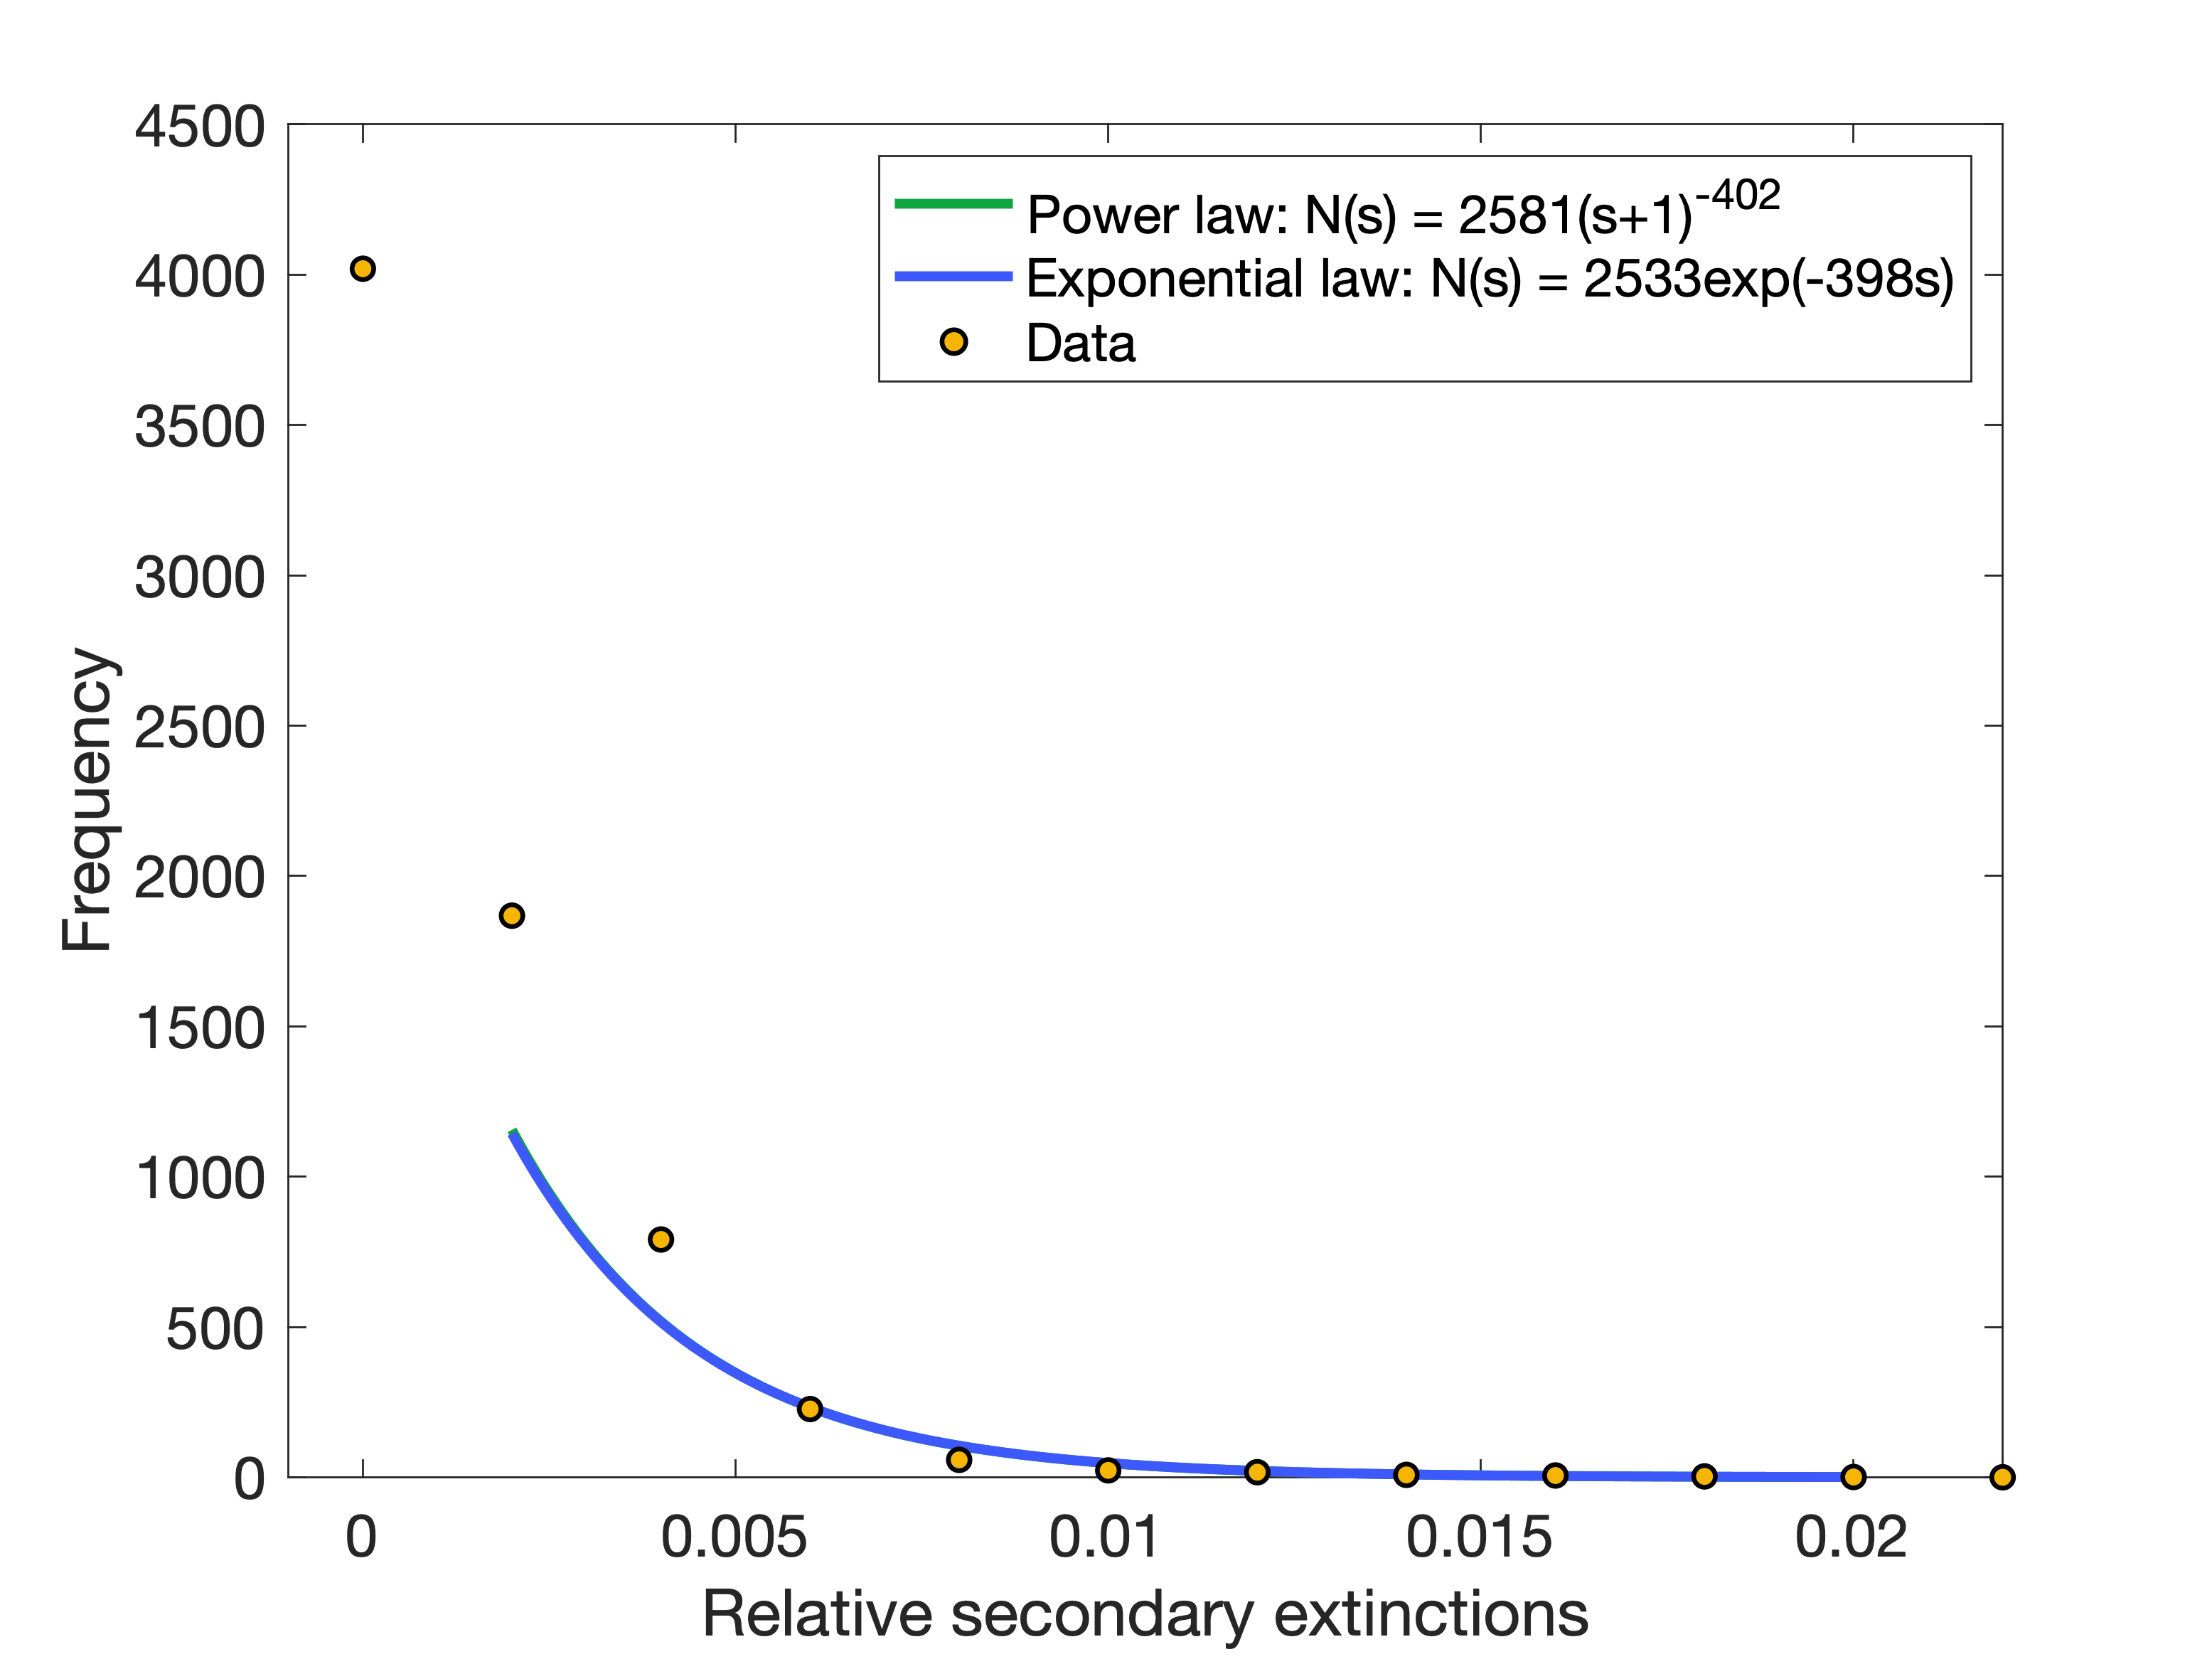 4500
4000
3500
3000
2500
2000
1500
1000
500
0
Frequency
Power law: N(s) = 2581(s+1)^-402
Exponential law: N(s) = 2533exp(-398s)
Data
0 0.005 0.01 0.015 0.02
Relative secondary extinctions